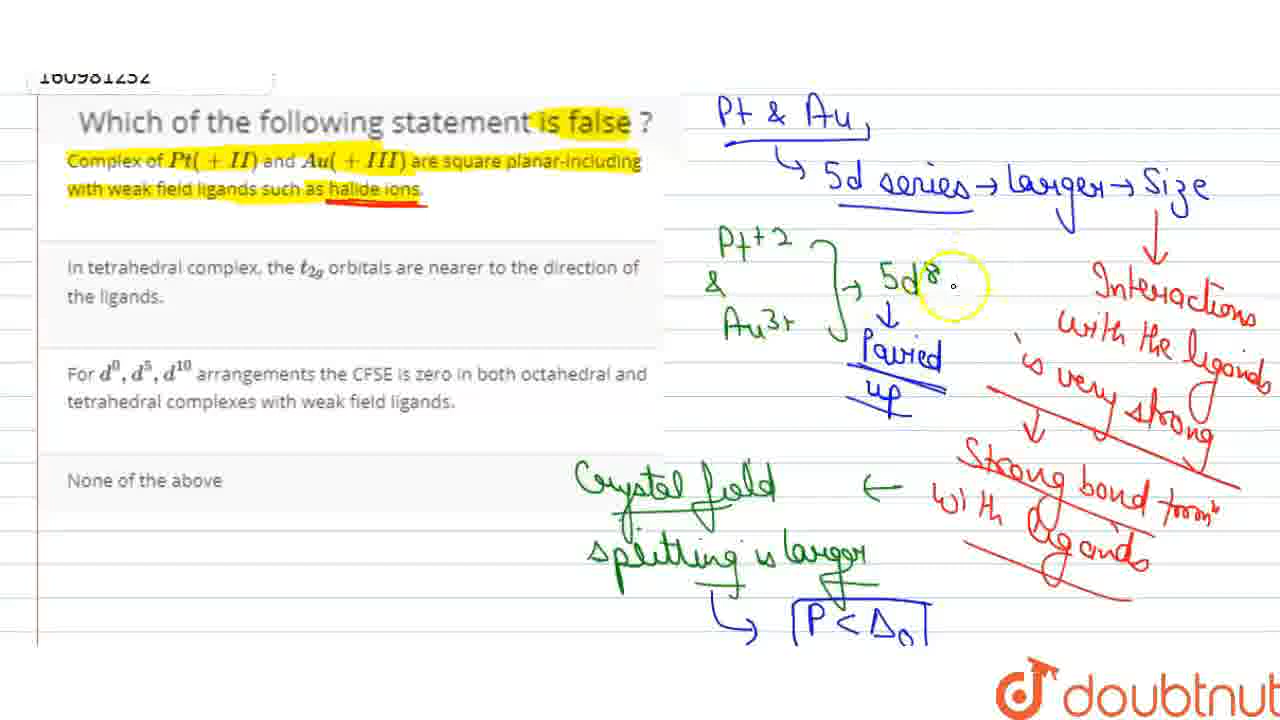 160981252
Which of the following statement is false ?
Complex of Pt(+II) and Au(+III) are square planar-including
with weak field ligands such as halide ions.
In tetrahedral complex, the t₂g orbitals are nearer to the direction of
the ligands.
For d⁰, d⁵, d¹⁰ arrangements the CFSE is zero in both octahedral and
tetrahedral complexes with weak field ligands.
None of the above
Pt & Au,
↳ 5d series → larger → Size
↓
Interactions
with the ligands
is very strong
↓
Strong bond formⁿ
with ligands
Pt+2
&
Au3+
→ 5d8
↓
Pavied
up
Crystal field ←
splitting is larger
↳ P < Δo
doubtnut